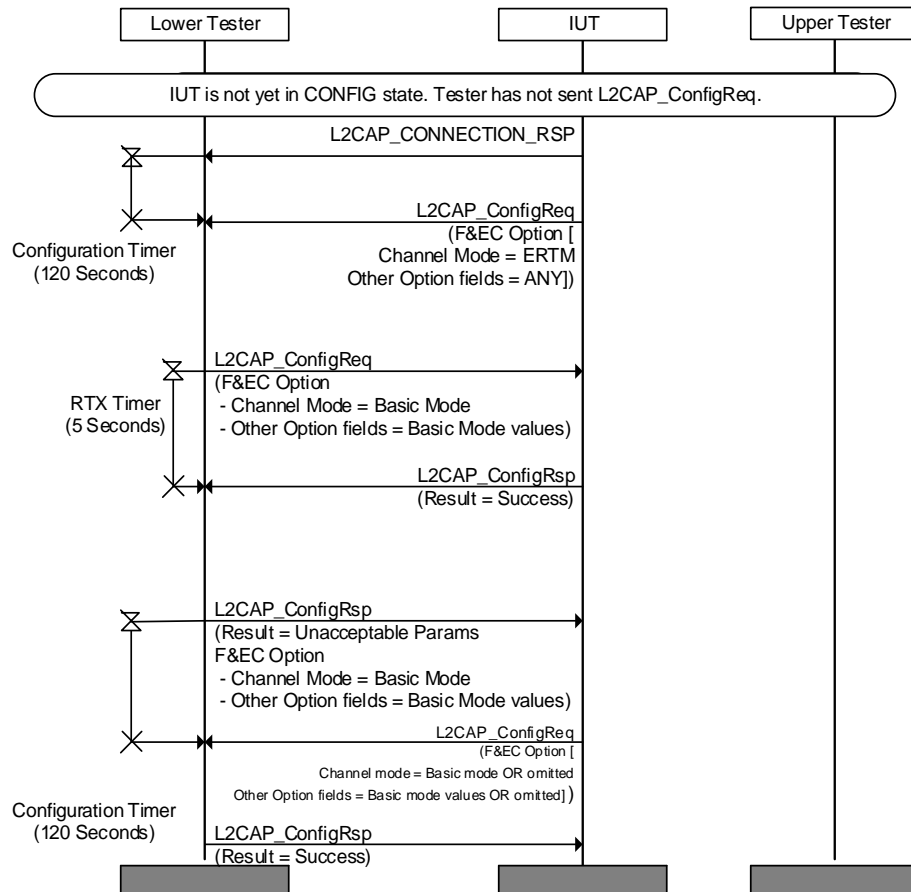 Lower Tester
IUT
Upper Tester
IUT is not yet in CONFIG state. Tester has not sent L2CAP_ConfigReq.
L2CAP_CONNECTION_RSP
L2CAP_ConfigReq
(F&EC Option [
Channel Mode = ERTM
Other Option fields = ANY])
Configuration Timer
(120 Seconds)
L2CAP_ConfigReq
(F&EC Option
- Channel Mode = Basic Mode
- Other Option fields = Basic Mode values)
RTX Timer
(5 Seconds)
L2CAP_ConfigRsp
(Result = Success)
L2CAP_ConfigRsp
(Result = Unacceptable Params
F&EC Option
- Channel Mode = Basic Mode
- Other Option fields = Basic Mode values)
L2CAP_ConfigReq
(F&EC Option [
Channel mode = Basic mode OR omitted
Other Option fields = Basic mode values OR omitted] )
Configuration Timer
(120 Seconds)
L2CAP_ConfigRsp
(Result = Success)